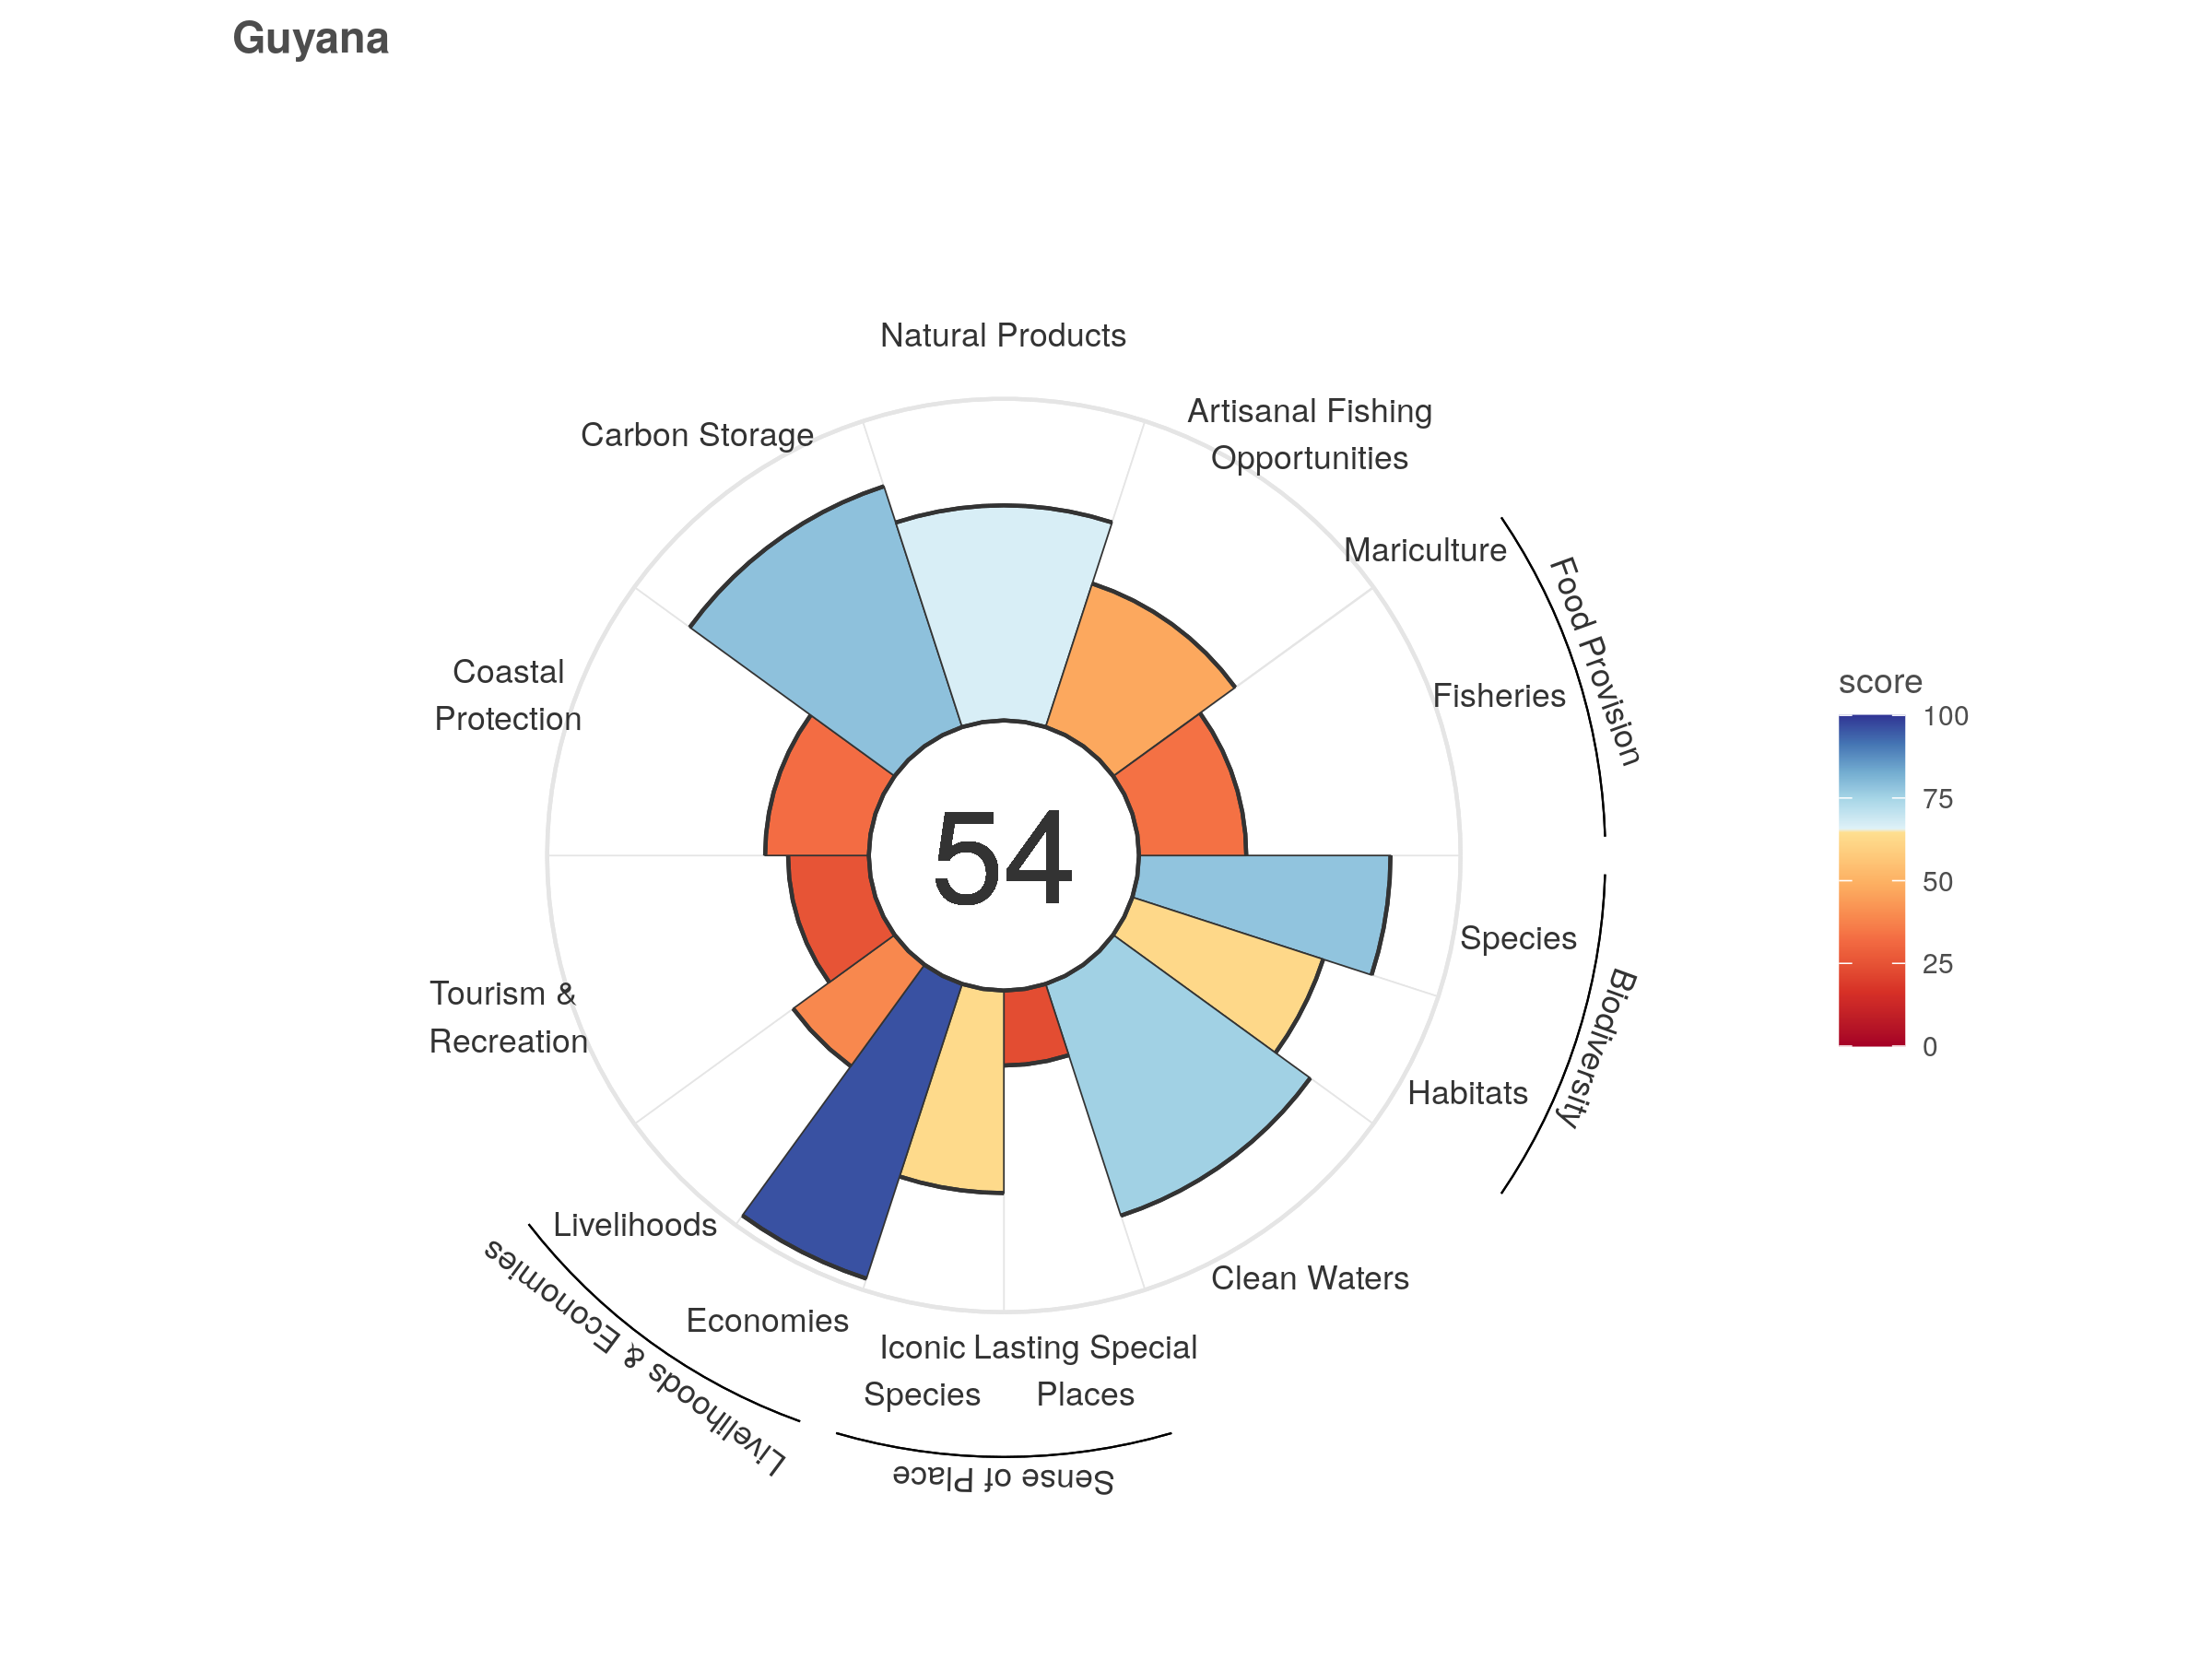 Guyana
Natural Products
Artisanal Fishing
Opportunities
Carbon Storage
Mariculture
Food Provision
Fisheries
Coastal
Protection
score
100
75
50
25
0
54
Species
Biodiversity
Habitats
Tourism &
Recreation
Livelihoods
Livelihoods & Economies
Economies
Clean Waters
Iconic
Species
Lasting Special
Places
Sense of Place